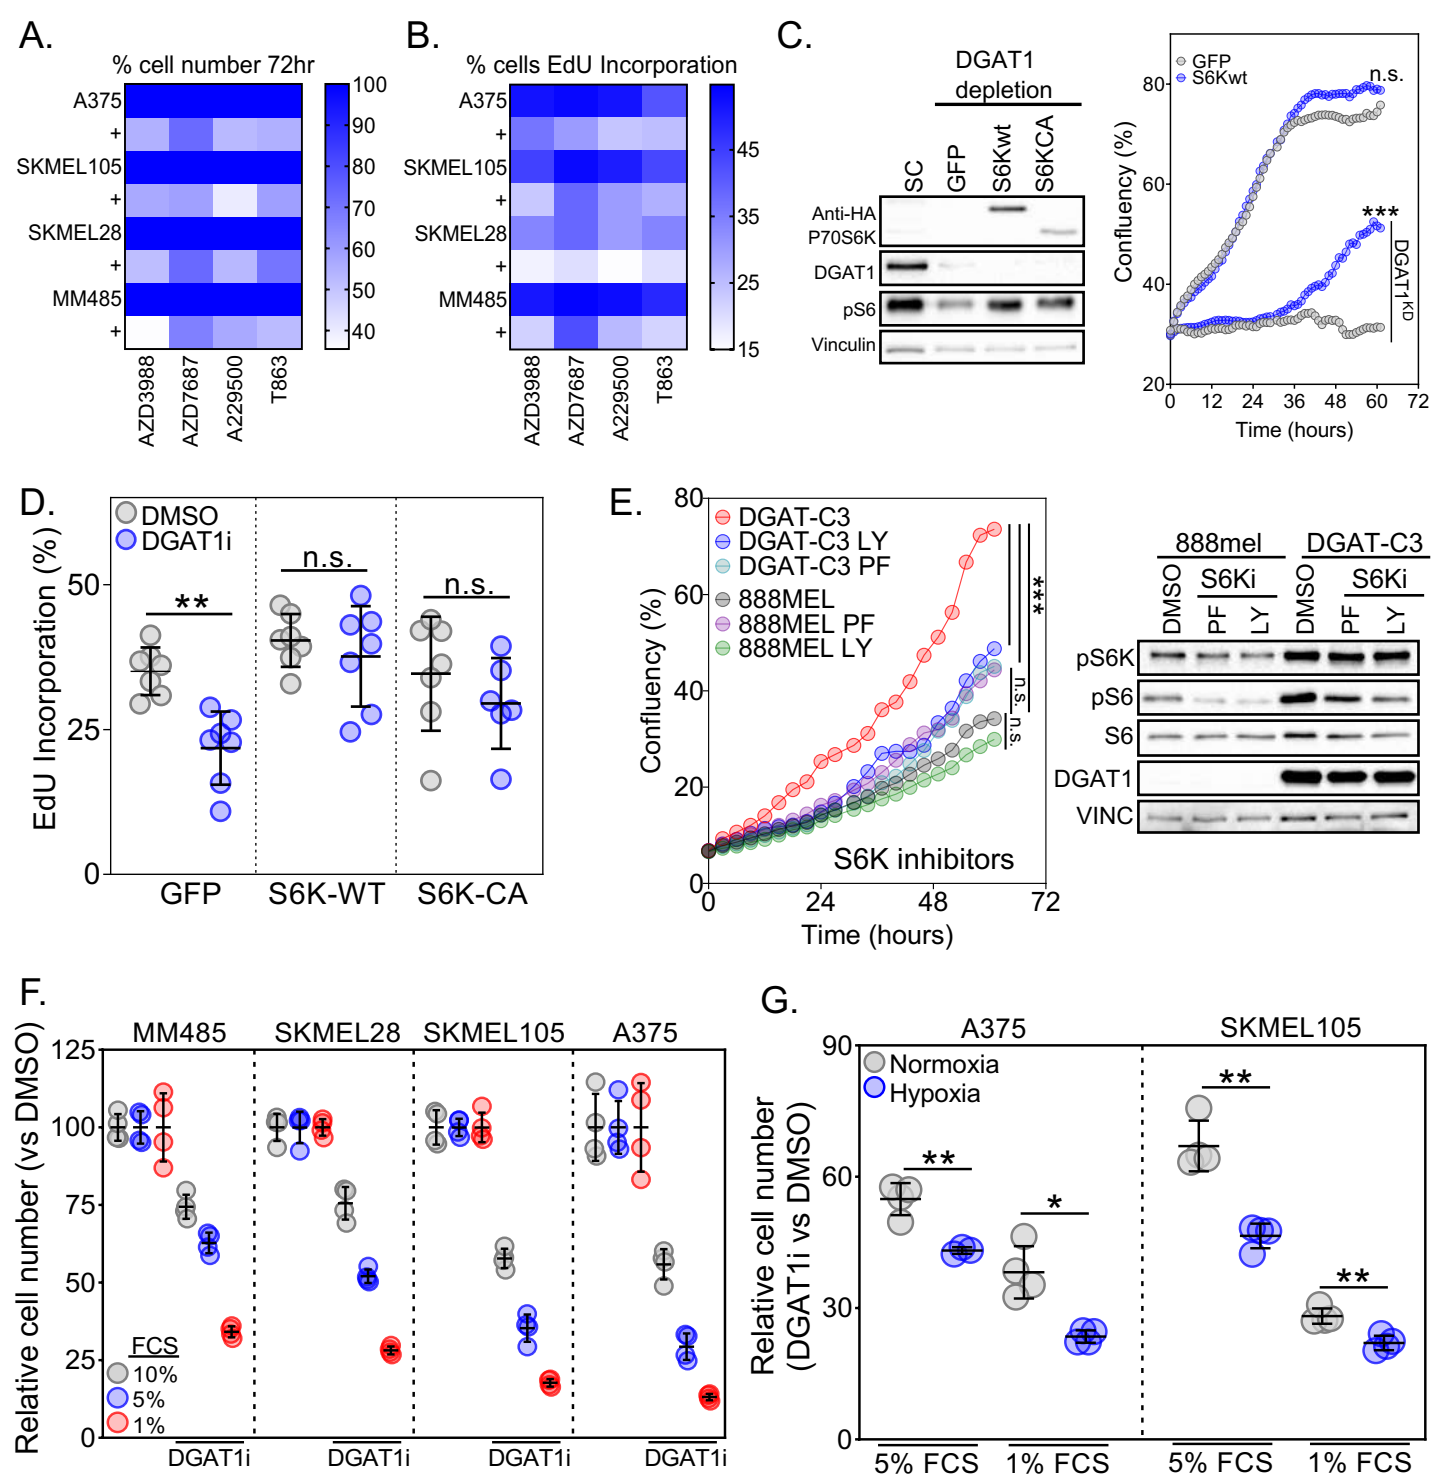 A.
% cell number 72hr
A375
+
SKMEL105
+
SKMEL28
+
MM485
+
100
90
80
70
60
50
40
AZD3988
AZD7687
A229500
T863
B.
% cells EdU Incorporation
A375
+
SKMEL105
+
SKMEL28
+
MM485
+
45
35
25
15
AZD3988
AZD7687
A229500
T863
C.
DGAT1
depletion
SC
GFP
S6Kwt
S6KCA
Anti-HA
P70S6K
DGAT1
pS6
Vinculin
GFP
S6Kwt
n.s.
***
DGAT1KD
Confluency (%)
80
60
40
20
0 12 24 36 48 60 72
Time (hours)
D.
DMSO
DGAT1i
**
n.s.
n.s.
EdU Incorporation (%)
50
25
0
GFP S6K-WT S6K-CA
E.
DGAT-C3
DGAT-C3 LY
DGAT-C3 PF
888MEL
888MEL PF
888MEL LY
***
n.s.
n.s.
Confluency (%)
80
60
40
20
0
S6K inhibitors
0 24 48 72
Time (hours)
888mel DGAT-C3
DMSO
S6Ki
PF
LY
DMSO
S6Ki
PF
LY
pS6K
pS6
S6
DGAT1
VINC
F.
MM485 SKMEL28 SKMEL105 A375
Relative cell number (vs DMSO)
125
100
75
50
25
0
FCS
10%
5%
1%
DGAT1i DGAT1i DGAT1i DGAT1i
G.
A375 SKMEL105
Normoxia
Hypoxia
**
*
**
**
Relative cell number
(DGAT1i vs DMSO)
90
60
30
0
5% FCS 1% FCS 5% FCS 1% FCS